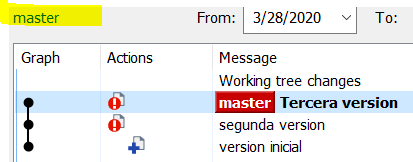 master From: 3/28/2020 To:
Graph Actions Message
Working tree changes
master Tercera version
segunda version
version inicial